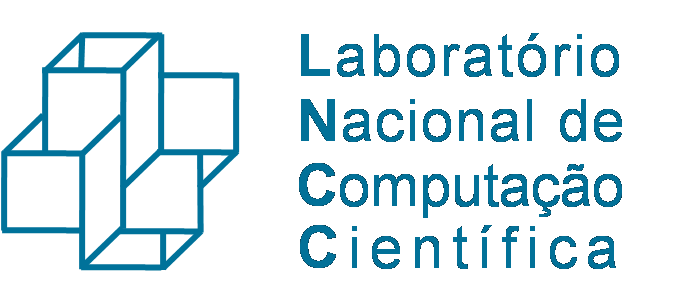 Laboratório
Nacional de
Computação
Científica